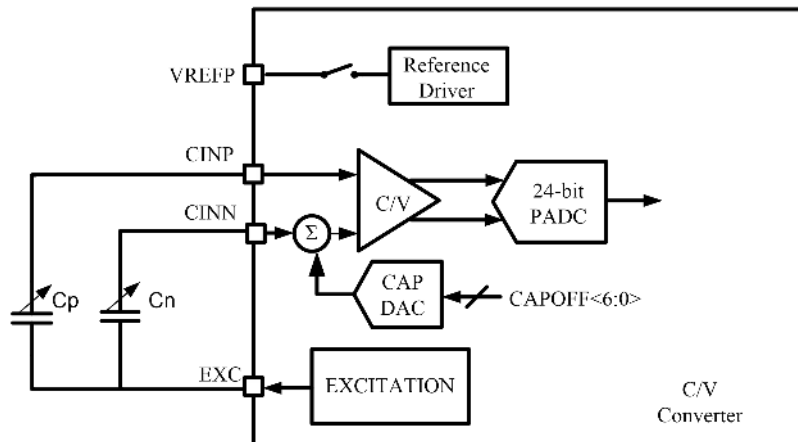 VREFP
Reference
Driver
CINP
C/V
24-bit
PADC
CINN
Σ
CAP
DAC
CAPOFF<6:0>
Cp
Cn
EXC
EXCITATION
C/V
Converter